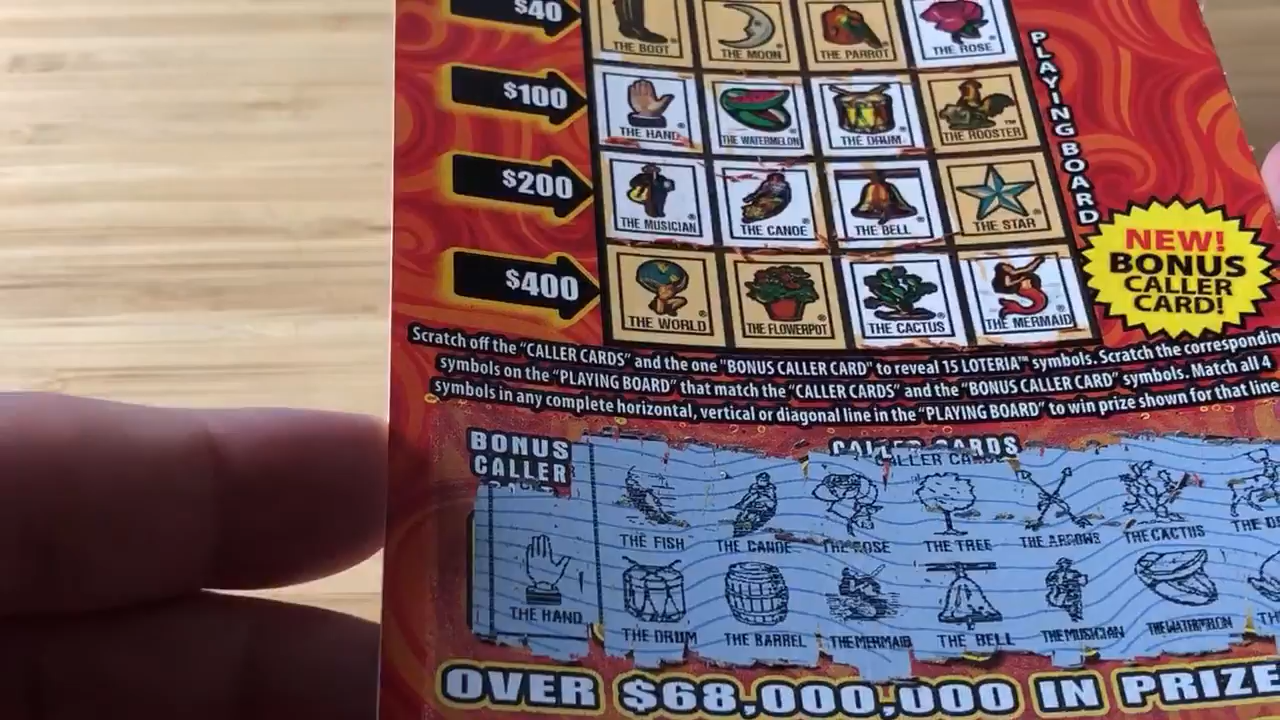 $40
THE BOOT THE MOON THE PARROT THE ROSE
$100
THE HAND THE WATERMELON THE DRUM THE ROOSTER
$200
THE MUSICIAN THE CANOE THE BELL THE STAR
$400
THE WORLD THE FLOWERPOT THE CACTUS THE MERMAID
PLAYING BOARD
NEW!
BONUS
CALLER
CARD!
Scratch off the "CALLER CARDS" and the one "BONUS CALLER CARD" to reveal 15 LOTERIA™ symbols. Scratch the correspondin
symbols on the "PLAYING BOARD" that match the "CALLER CARDS" and the "BONUS CALLER CARD" symbols. Match all 4
symbols in any complete horizontal, vertical or diagonal line in the "PLAYING BOARD" to win prize shown for that line
BONUS
CALLER
CALLER CARDS
THE FISH THE CANOE THE ROSE THE TREE THE ARROWS THE CACTUS THE D
THE HAND THE DRUM THE BARREL THE MERMAID THE BELL THE MUSICIAN THE WATERMELON
OVER $68,000,000 IN PRIZE